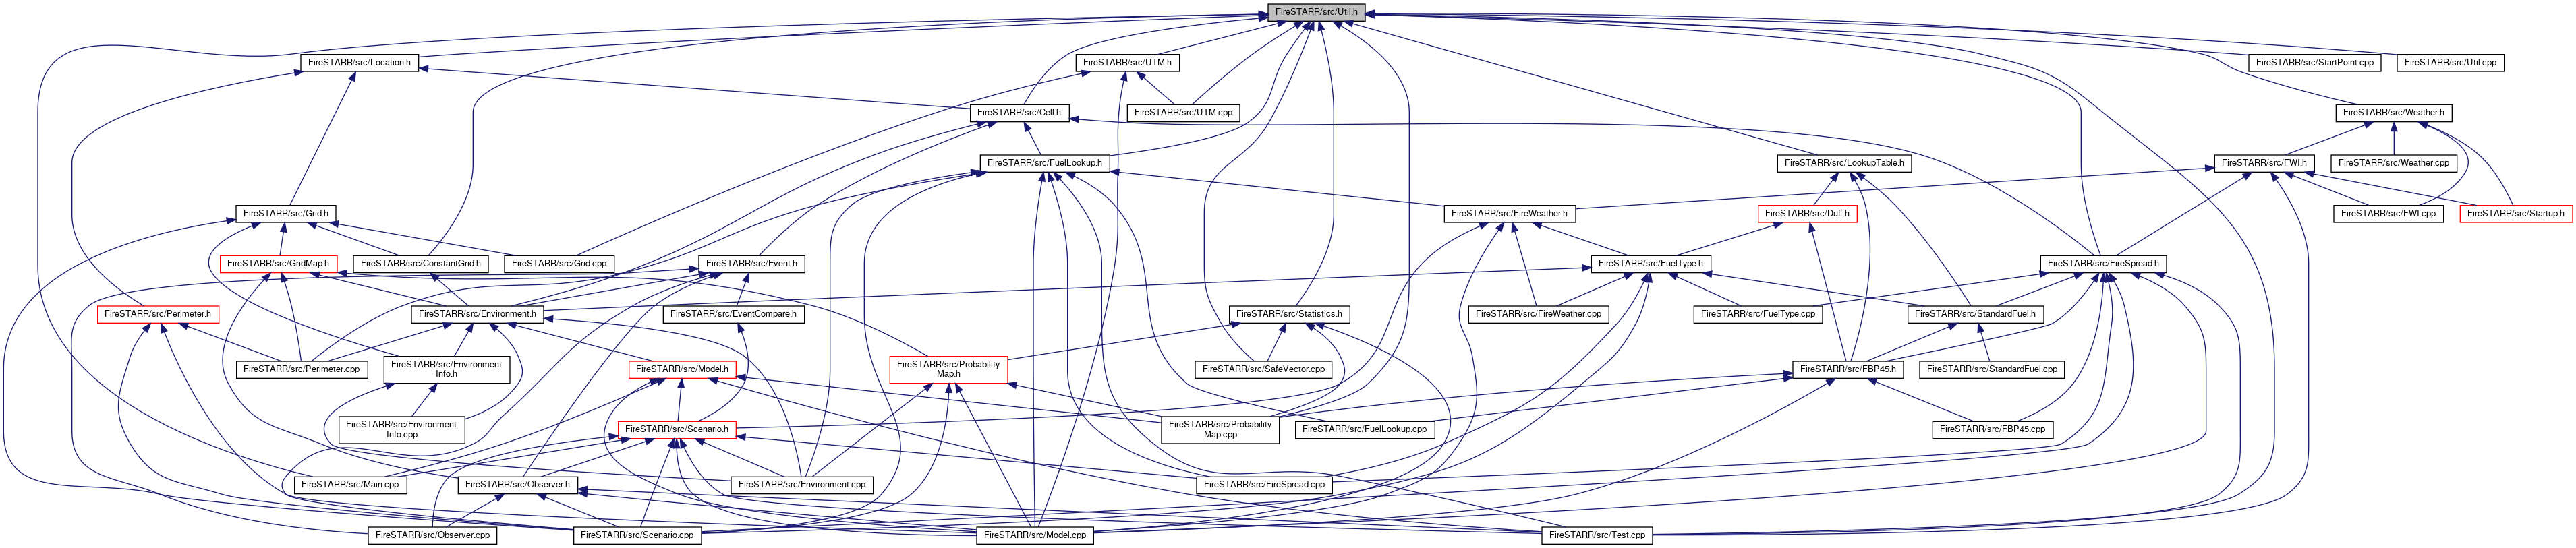 FireSTARR/src/Util.h
FireSTARR/src/Location.h
FireSTARR/src/UTM.h
FireSTARR/src/StartPoint.cpp
FireSTARR/src/Util.cpp
FireSTARR/src/Cell.h
FireSTARR/src/UTM.cpp
FireSTARR/src/Weather.h
FireSTARR/src/FuelLookup.h
FireSTARR/src/LookupTable.h
FireSTARR/src/FWI.h
FireSTARR/src/Weather.cpp
FireSTARR/src/Grid.h
FireSTARR/src/FireWeather.h
FireSTARR/src/Duff.h
FireSTARR/src/FWI.cpp
FireSTARR/src/Startup.h
FireSTARR/src/GridMap.h
FireSTARR/src/ConstantGrid.h
FireSTARR/src/Grid.cpp
FireSTARR/src/Event.h
FireSTARR/src/FuelType.h
FireSTARR/src/FireSpread.h
FireSTARR/src/Perimeter.h
FireSTARR/src/Environment.h
FireSTARR/src/EventCompare.h
FireSTARR/src/Statistics.h
FireSTARR/src/FireWeather.cpp
FireSTARR/src/FuelType.cpp
FireSTARR/src/StandardFuel.h
FireSTARR/src/Perimeter.cpp
FireSTARR/src/Environment
Info.h
FireSTARR/src/Model.h
FireSTARR/src/Probability
Map.h
FireSTARR/src/SafeVector.cpp
FireSTARR/src/FBP45.h
FireSTARR/src/StandardFuel.cpp
FireSTARR/src/Environment
Info.cpp
FireSTARR/src/Scenario.h
FireSTARR/src/Probability
Map.cpp
FireSTARR/src/FuelLookup.cpp
FireSTARR/src/FBP45.cpp
FireSTARR/src/Main.cpp
FireSTARR/src/Observer.h
FireSTARR/src/Environment.cpp
FireSTARR/src/FireSpread.cpp
FireSTARR/src/Observer.cpp
FireSTARR/src/Scenario.cpp
FireSTARR/src/Model.cpp
FireSTARR/src/Test.cpp